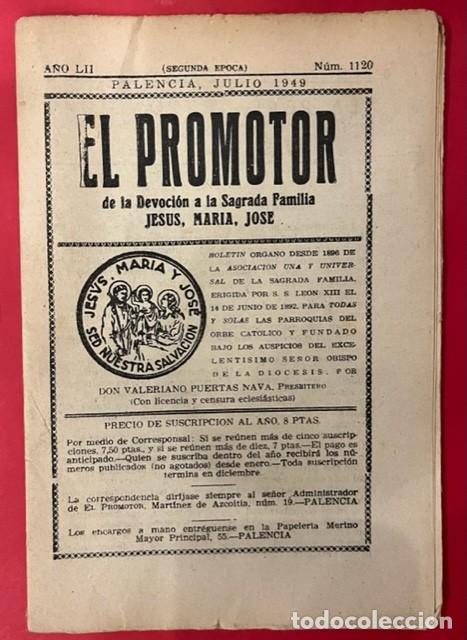 AÑO LII (SEGUNDA EPOCA) Núm. 1120
PALENCIA, JULIO 1949
EL PROMOTOR
de la Devoción a la Sagrada Familia
JESUS, MARIA, JOSE
JESVS, MARIA Y JOSÉ
SED NUESTRA SALVACION
BOLETIN ORGANO DESDE 1896 DE
LA ASOCIACION UNA Y UNIVER-
SAL DE LA SAGRADA FAMILIA,
ERIGIDA POR S. S. LEON XIII EL
14 DE JUNIO DE 1892, PARA TODAS
Y SOLAS LAS PARROQUIAS DEL
ORBE CATOLICO Y FUNDADO
BAJO LOS AUSPICIOS DEL EXCE-
LENTISIMO SEÑOR OBISPO
DE LA DIOCESIS, POR
DON VALERIANO PUERTAS NAVA, PRESBITERO
(Con licencia y censura eclesiásticas)
PRECIO DE SUSCRIPCION AL AÑO, 8 PTAS.
Por medio de Corresponsal: Si se reúnen más de cinco suscrip-
ciones, 7,50 ptas., y si se reúnen más de diez, 7 ptas.—El pago es
anticipado.—Quien se suscriba dentro del año recibirá los nú-
meros publicados (no agotados) desde enero.—Toda suscripción
termina en diciembre.
La correspondencia diríjase siempre al señor Administrador
de EL PROMOTOR, Martínez de Azcoitia, núm. 19.—PALENCIA
Los encargos a mano entréguense en la Papelería Merino
Mayor Principal, 55.—PALENCIA
todocoleccion